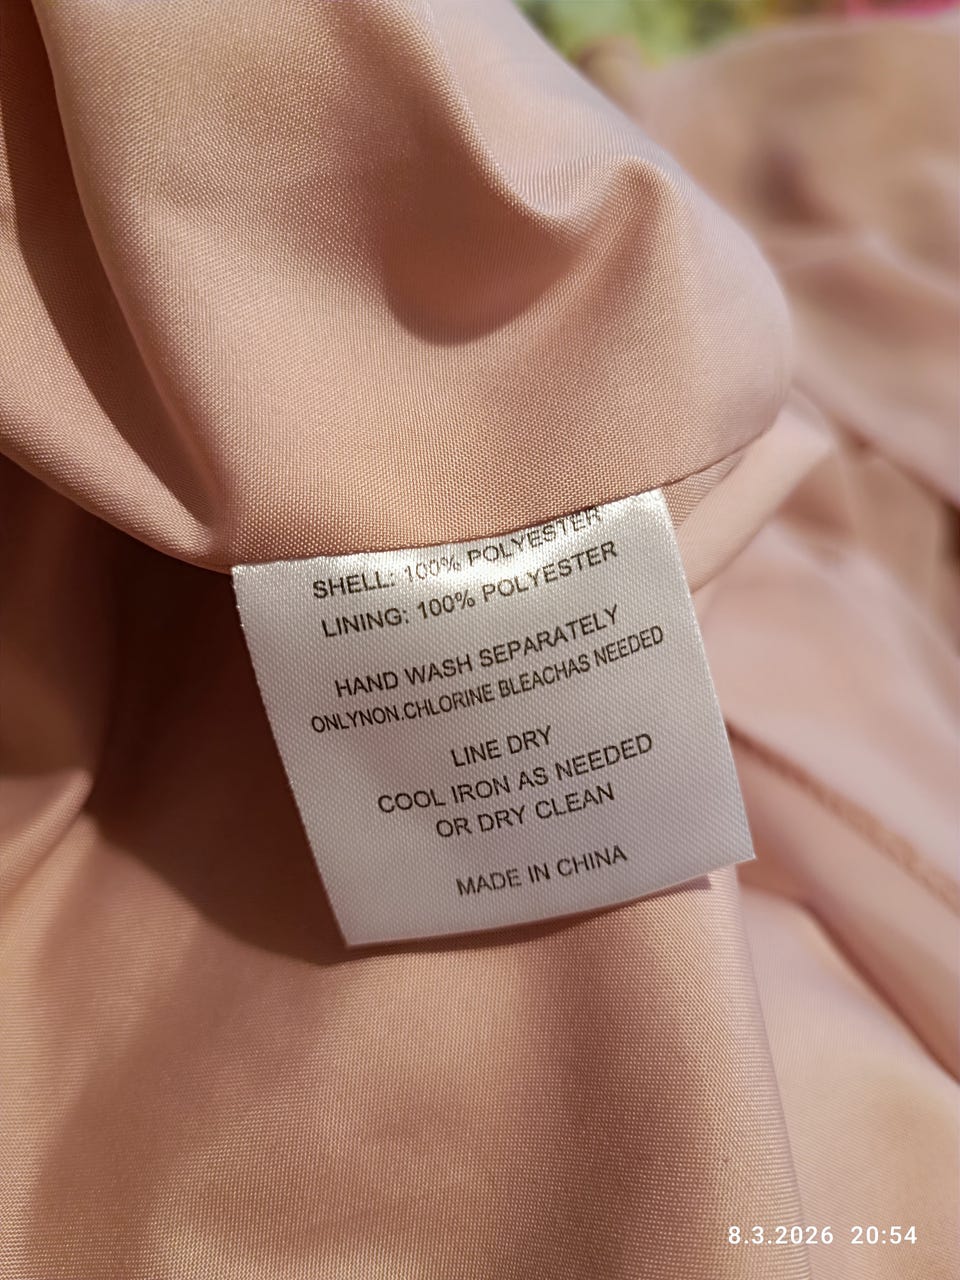 SHELL: 100% POLYESTER
LINING: 100% POLYESTER
HAND WASH SEPARATELY
ONLYNON.CHLORINE BLEACHAS NEEDED
LINE DRY
COOL IRON AS NEEDED
OR DRY CLEAN
MADE IN CHINA
8.3.2026 20:54